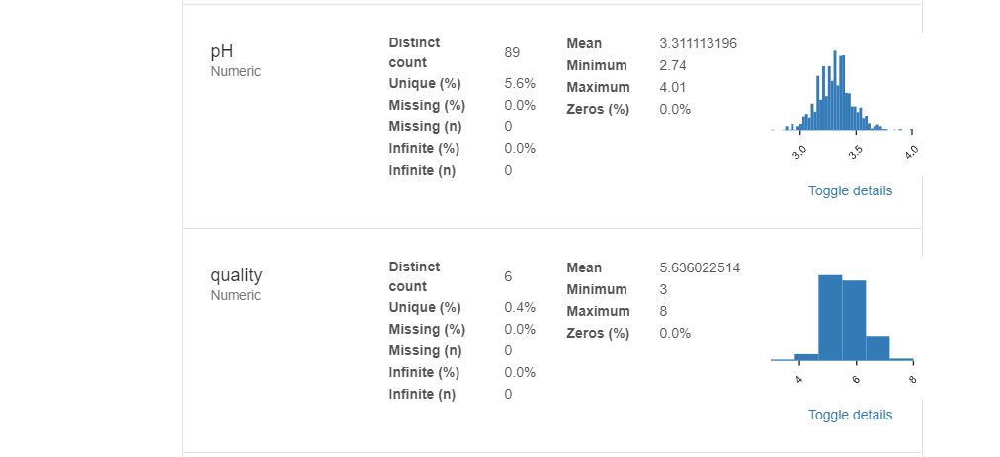 pH
Numeric
Distinct count 89
Unique (%) 5.6%
Missing (%) 0.0%
Missing (n) 0
Infinite (%) 0.0%
Infinite (n) 0
Mean 3.311113196
Minimum 2.74
Maximum 4.01
Zeros (%) 0.0%
3.0 3.5 4.0
Toggle details
quality
Numeric
Distinct count 6
Unique (%) 0.4%
Missing (%) 0.0%
Missing (n) 0
Infinite (%) 0.0%
Infinite (n) 0
Mean 5.636022514
Minimum 3
Maximum 8
Zeros (%) 0.0%
4 6 8
Toggle details